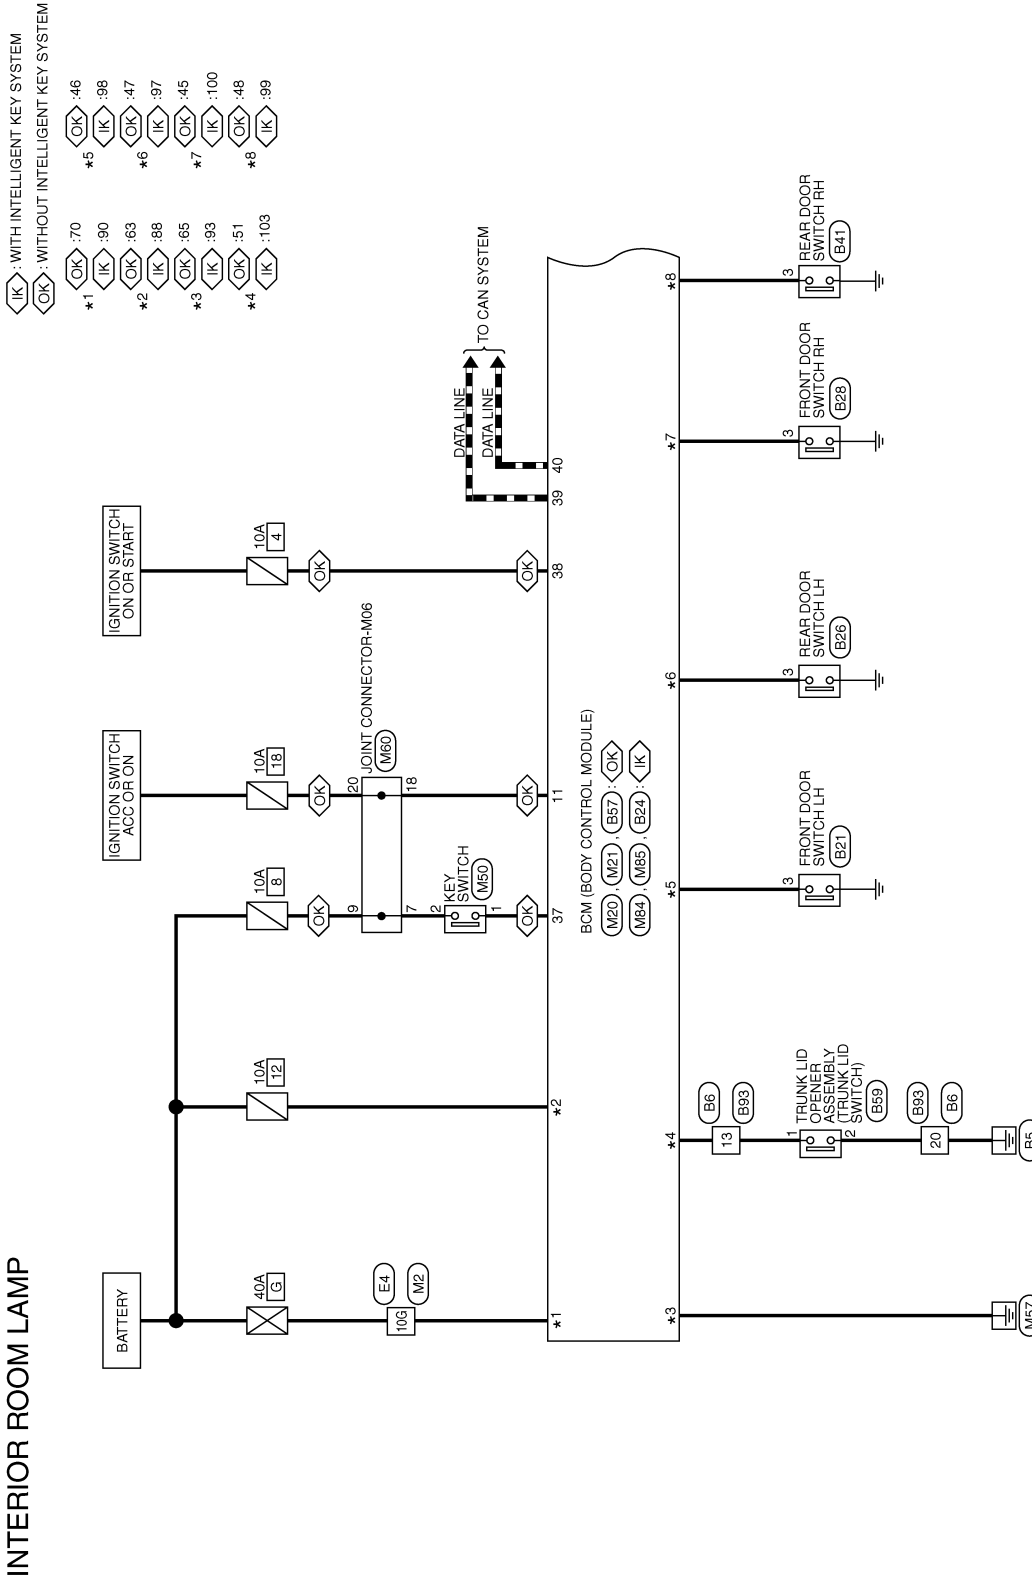 INTERIOR ROOM LAMP
IK : WITH INTELLIGENT KEY SYSTEM
OK : WITHOUT INTELLIGENT KEY SYSTEM
*1 OK :70
IK :90
*2 OK :63
IK :88
*3 OK :65
IK :93
*4 OK :51
IK :103
*5 OK :46
IK :98
*6 OK :47
IK :97
*7 OK :45
IK :100
*8 OK :48
IK :99
BATTERY
IGNITION SWITCH
ACC OR ON
IGNITION SWITCH
ON OR START
40A
G
10A
12
10A
8
10A
18
10A
4
OK
OK
OK
E4
10G
M2
9
20
JOINT CONNECTOR-M06
M60
7
18
2
KEY
SWITCH
M50
1
DATA LINE
DATA LINE
TO CAN SYSTEM
OK
OK
OK
*1
*2
37
11
38
39
40
BCM (BODY CONTROL MODULE)
M20 , M21 , B57 : OK
M84 , M85 , B24 : IK
*3
*4
*5
*6
*7
*8
B6
13
B93
1
TRUNK LID
OPENER
ASSEMBLY
(TRUNK LID
SWITCH)
B59
2
B93
20
B6
3
FRONT DOOR
SWITCH LH
B21
3
REAR DOOR
SWITCH LH
B26
3
FRONT DOOR
SWITCH RH
B28
3
REAR DOOR
SWITCH RH
B41
M57
B5